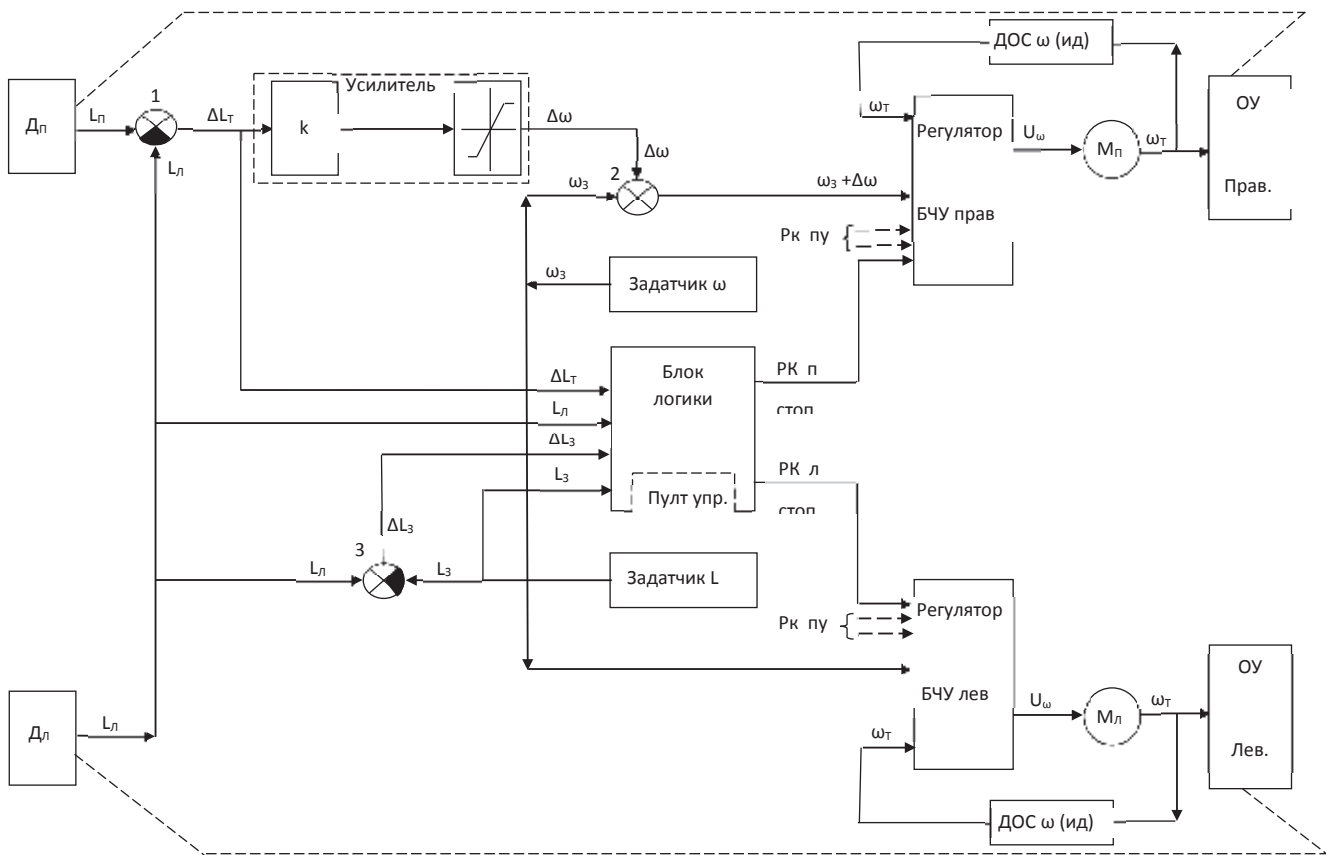 ДОС ω (ид)
Усилитель
ОУ
1
Дп
Lп
ΔLт
k
Δω
ωт
Регулятор
Uω
Мп
ωт
Lл
Δω
2
ωз
ωз +Δω
Прав.
БЧУ прав
Рк пу
ωз
Задатчик ω
Блок
логики
РК п
стоп
ΔLт
Lл
ΔLз
Lз
РК л
стоп
Пулт упр.
ΔLз
3
Lл
Lз
Задатчик L
Регулятор
Рк пу
ОУ
Дл
Lл
БЧУ лев
Uω
Мл
ωт
ωт
Лев.
ДОС ω (ид)